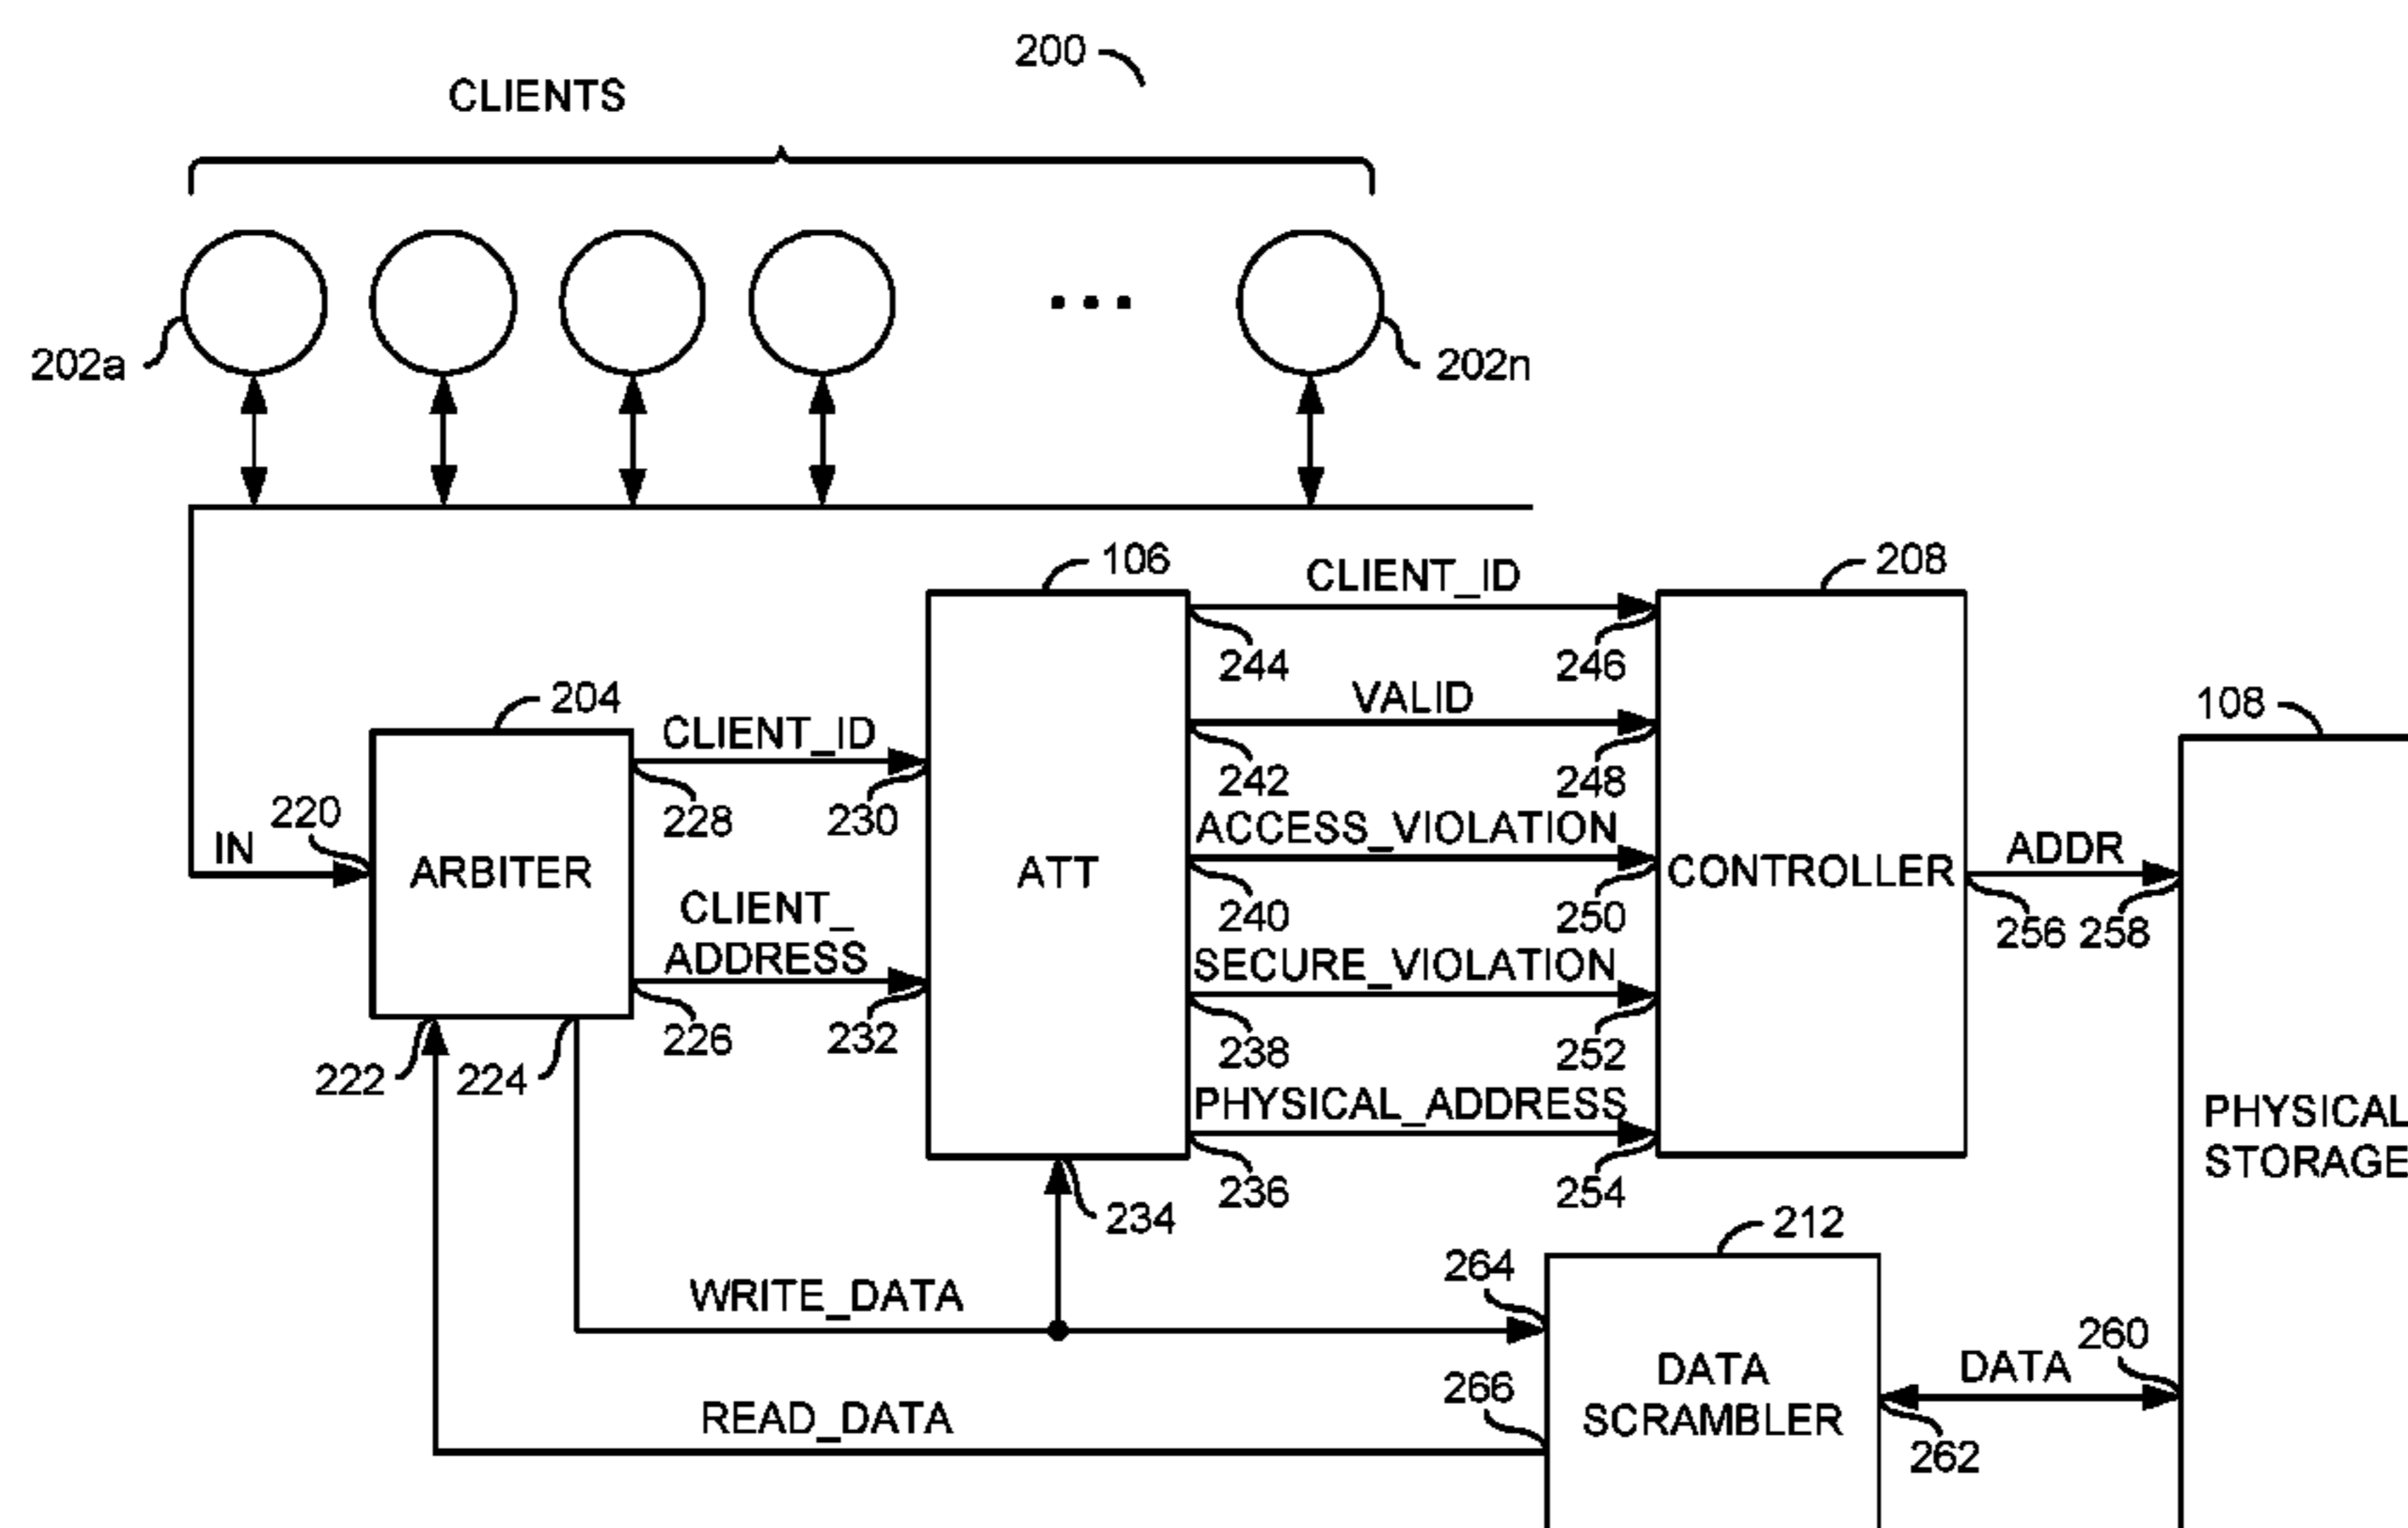 200
CLIENTS
202a
...
202n
106
CLIENT_ID
208
244
246
204
VALID
108
CLIENT_ID
242
248
220
228
230
ACCESS_VIOLATION
IN
ARBITER
ATT
CONTROLLER
ADDR
CLIENT_
ADDRESS
240
250
256
258
SECURE_VIOLATION
226
232
238
252
222
224
PHYSICAL_ADDRESS
PHYSICAL
STORAGE
236
254
234
212
264
WRITE_DATA
260
DATA
SCRAMBLER
DATA
266
READ_DATA
262